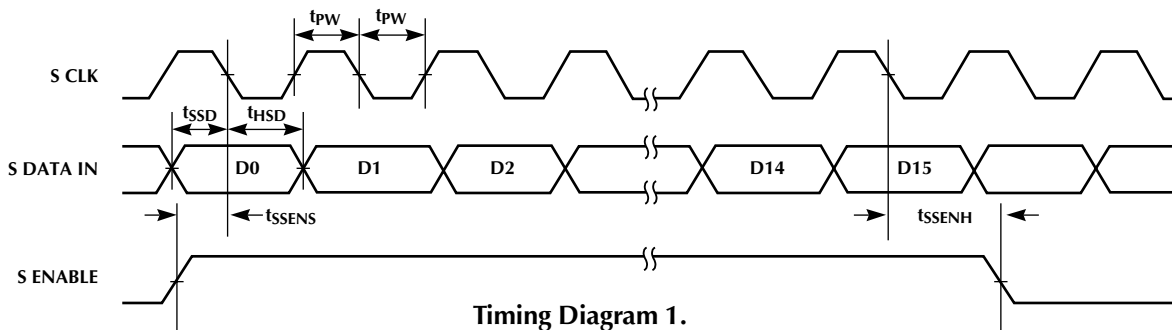 tPW tPW
S CLK
tSSD tHSD
S DATA IN D0 D1 D2 D14 D15
tSSENS tSSENH
S ENABLE
Timing Diagram 1.